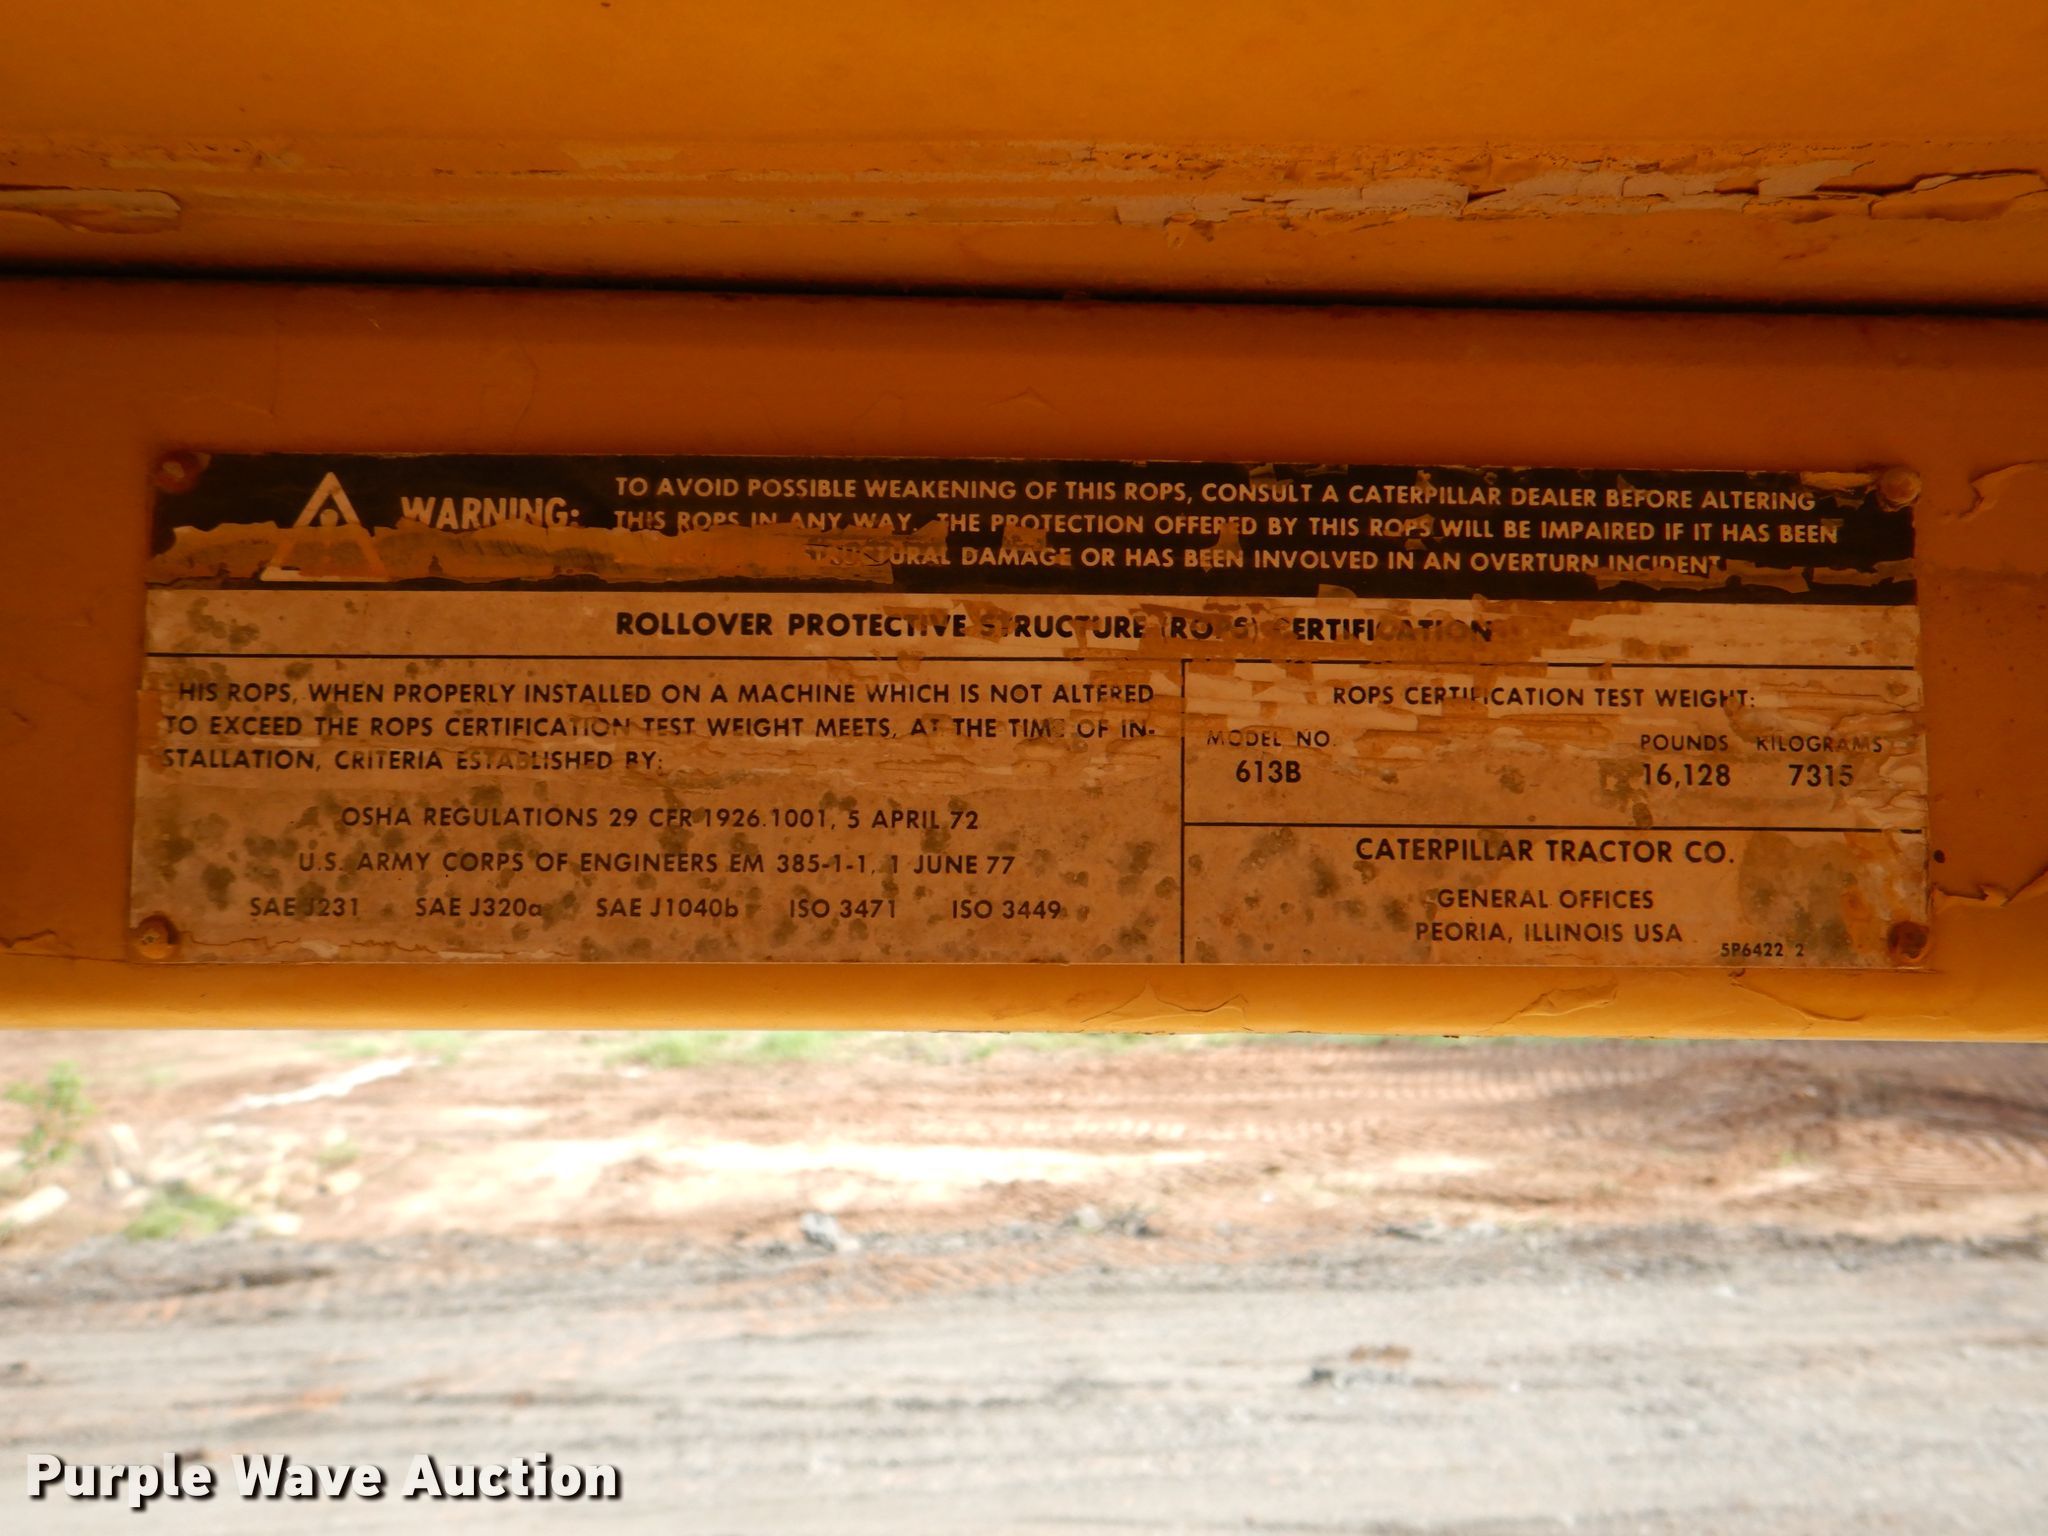 WARNING:
TO AVOID POSSIBLE WEAKENING OF THIS ROPS, CONSULT A CATERPILLAR DEALER BEFORE ALTERING
THIS ROPS IN ANY WAY. THE PROTECTION OFFERED BY THIS ROPS WILL BE IMPAIRED IF IT HAS BEEN
STRUCTURAL DAMAGE OR HAS BEEN INVOLVED IN AN OVERTURN INCIDENT
ROLLOVER PROTECTIVE STRUCTURE (ROPS) CERTIFICATION
THIS ROPS, WHEN PROPERLY INSTALLED ON A MACHINE WHICH IS NOT ALTERED
TO EXCEED THE ROPS CERTIFICATION TEST WEIGHT MEETS, AT THE TIME OF IN-
STALLATION, CRITERIA ESTABLISHED BY:
OSHA REGULATIONS 29 CFR 1926.1001, 5 APRIL 72
U.S. ARMY CORPS OF ENGINEERS EM 385-1-1, 1 JUNE 77
SAE J231 SAE J320a SAE J1040b ISO 3471 ISO 3449
ROPS CERTIFICATION TEST WEIGHT:
MODEL NO. POUNDS KILOGRAMS
613B 16,128 7315
CATERPILLAR TRACTOR CO.
GENERAL OFFICES
PEORIA, ILLINOIS USA
5P6422 2
Purple Wave Auction